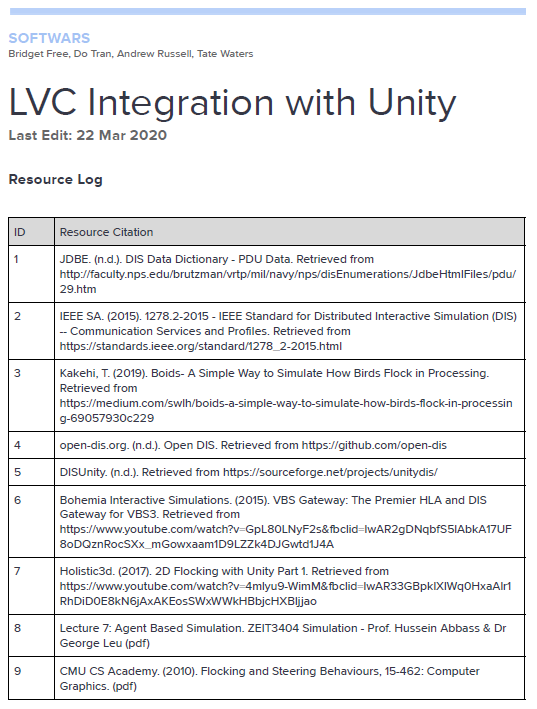 SOFTWARS
Bridget Free, Do Tran, Andrew Russell, Tate Waters
LVC Integration with Unity
Last Edit: 22 Mar 2020
Resource Log
ID Resource Citation
1 JDBE. (n.d.). DIS Data Dictionary - PDU Data. Retrieved from
http://faculty.nps.edu/brutzman/vrtp/mil/navy/nps/disEnumerations/JdbeHtmlFiles/pdu/
29.htm
2 IEEE SA. (2015). 1278.2-2015 - IEEE Standard for Distributed Interactive Simulation (DIS)
-- Communication Services and Profiles. Retrieved from
https://standards.ieee.org/standard/1278_2-2015.html
3 Kakehi, T. (2019). Boids- A Simple Way to Simulate How Birds Flock in Processing.
Retrieved from
https://medium.com/swlh/boids-a-simple-way-to-simulate-how-birds-flock-in-processin
g-69057930c229
4 open-dis.org. (n.d.). Open DIS. Retrieved from https://github.com/open-dis
5 DISUnity. (n.d.). Retrieved from https://sourceforge.net/projects/unitydis/
6 Bohemia Interactive Simulations. (2015). VBS Gateway: The Premier HLA and DIS
Gateway for VBS3. Retrieved from
https://www.youtube.com/watch?v=GpL80LNyF2s&fbclid=IwAR2gDNqbfS5IAbkA17UF
8oDQznRocSXx_mGowxaam1D9LZZk4DJGwtd1J4A
7 Holistic3d. (2017). 2D Flocking with Unity Part 1. Retrieved from
https://www.youtube.com/watch?v=4mIyu9-WimM&fbclid=IwAR33GBpkIXIWq0HxaAIr1
RhDiD0E8kN6jAxAKEosSWxWWkHBbjcHXBIjjao
8 Lecture 7: Agent Based Simulation. ZEIT3404 Simulation - Prof. Hussein Abbass & Dr
George Leu (pdf)
9 CMU CS Academy. (2010). Flocking and Steering Behaviours, 15-462: Computer
Graphics. (pdf)